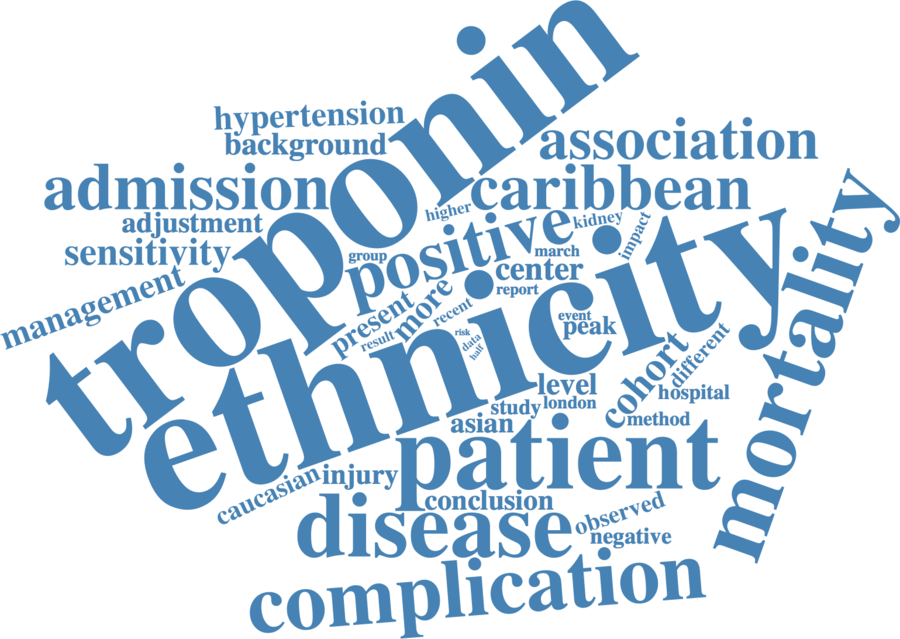 troponin
hypertension
background
association
admission
caribbean
higher
adjustment
positive
kidney
impact
sensitivity
group
march
center
management
report
present
more
recent
result
ethnicity
mortality
event
peak
risk
data
half
cohort
different
level
hospital
study
london
method
asian
patient
caucasian
injury
conclusion
disease
observed
negative
complication